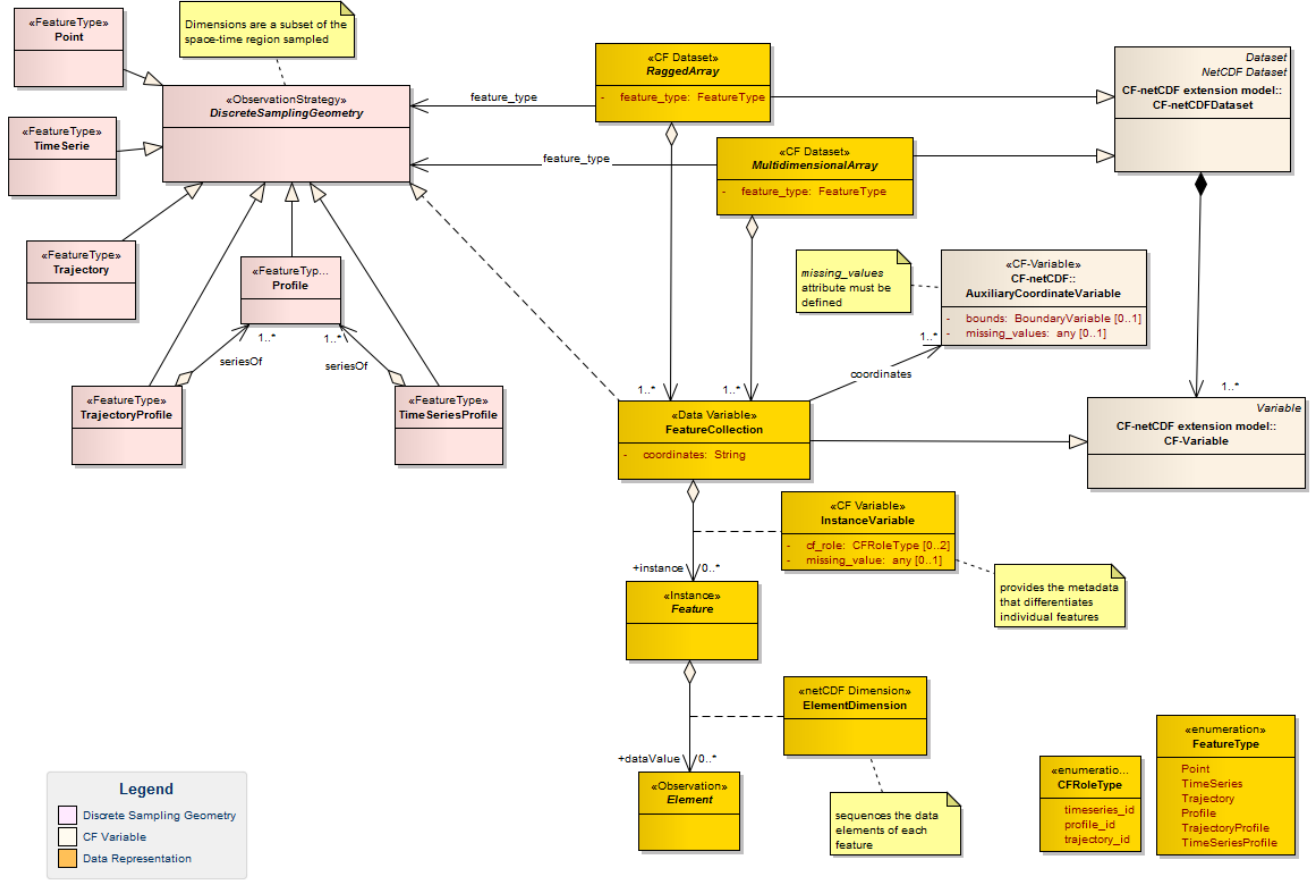 «FeatureType»
Point
Dimensions are a subset of the
space-time region sampled
«CF Dataset»
RaggedArray
- feature_type: FeatureType
Dataset
NetCDF Dataset
CF-netCDF extension model::
CF-netCDFDataset
«ObservationStrategy»
DiscreteSamplingGeometry
feature_type
«FeatureType»
TimeSerie
feature_type
«CF Dataset»
MultidimensionalArray
- feature_type: FeatureType
«FeatureType»
Trajectory
«FeatureTyp...
Profile
missing_values
attribute must be
defined
«CF-Variable»
CF-netCDF::
AuxiliaryCoordinateVariable
- bounds: BoundaryVariable [0..1]
- missing_values: any [0..1]
1..*
1..*
1..*
seriesOf
seriesOf
coordinates
1..*
1..*
1..*
«FeatureType»
TrajectoryProfile
«FeatureType»
TimeSeriesProfile
«Data Variable»
FeatureCollection
- coordinates: String
Variable
CF-netCDF extension model::
CF-Variable
«CF Variable»
InstanceVariable
- cf_role: CFRoleType [0..2]
- missing_value: any [0..1]
+instance
0..*
provides the metadata
that differentiates
individual features
«Instance»
Feature
«netCDF Dimension»
ElementDimension
+dataValue
0..*
«Observation»
Element
sequences the data
elements of each
feature
«enumeratio...
CFRoleType
timeseries_id
profile_id
trajectory_id
«enumeration»
FeatureType
Point
TimeSeries
Trajectory
Profile
TrajectoryProfile
TimeSeriesProfile
Legend
Discrete Sampling Geometry
CF Variable
Data Representation